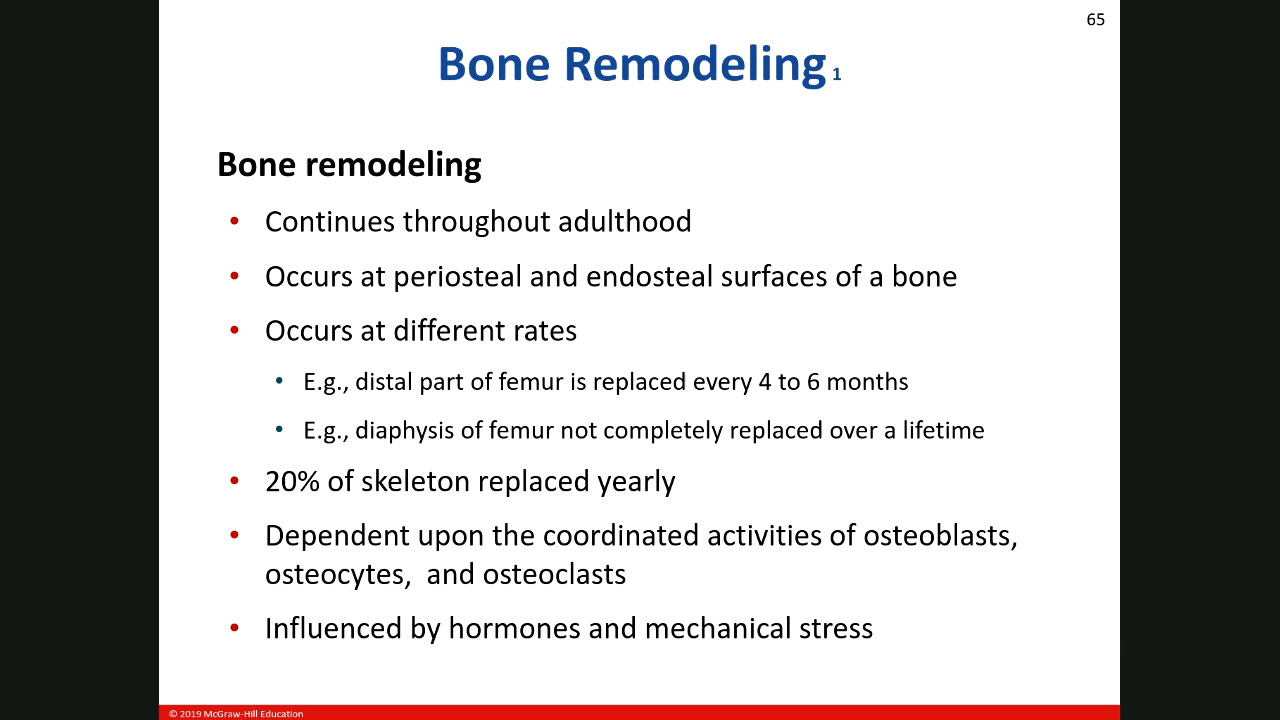 65
Bone Remodeling 1
Bone remodeling
• Continues throughout adulthood
• Occurs at periosteal and endosteal surfaces of a bone
• Occurs at different rates
• E.g., distal part of femur is replaced every 4 to 6 months
• E.g., diaphysis of femur not completely replaced over a lifetime
• 20% of skeleton replaced yearly
• Dependent upon the coordinated activities of osteoblasts,
osteocytes,  and osteoclasts
• Influenced by hormones and mechanical stress
© 2019 McGraw-Hill Education